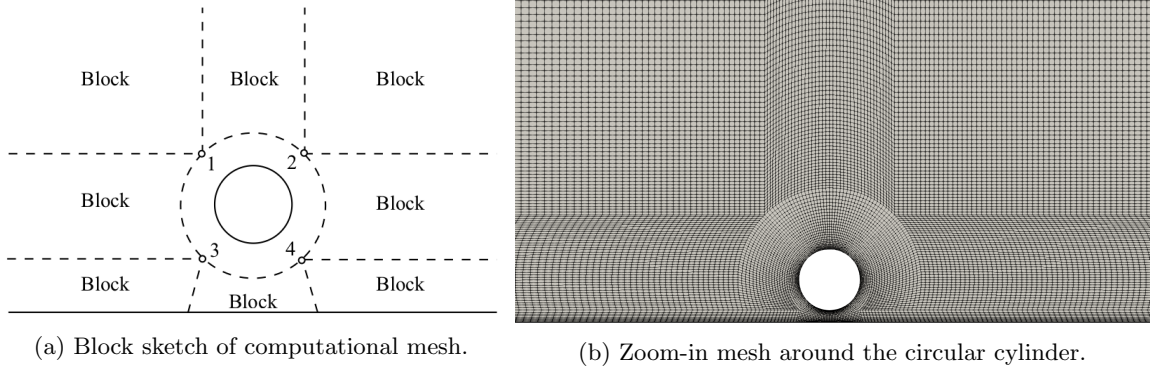 Block Block Block
1 2
Block Block
3 4
Block Block Block
(a) Block sketch of computational mesh.
(b) Zoom-in mesh around the circular cylinder.